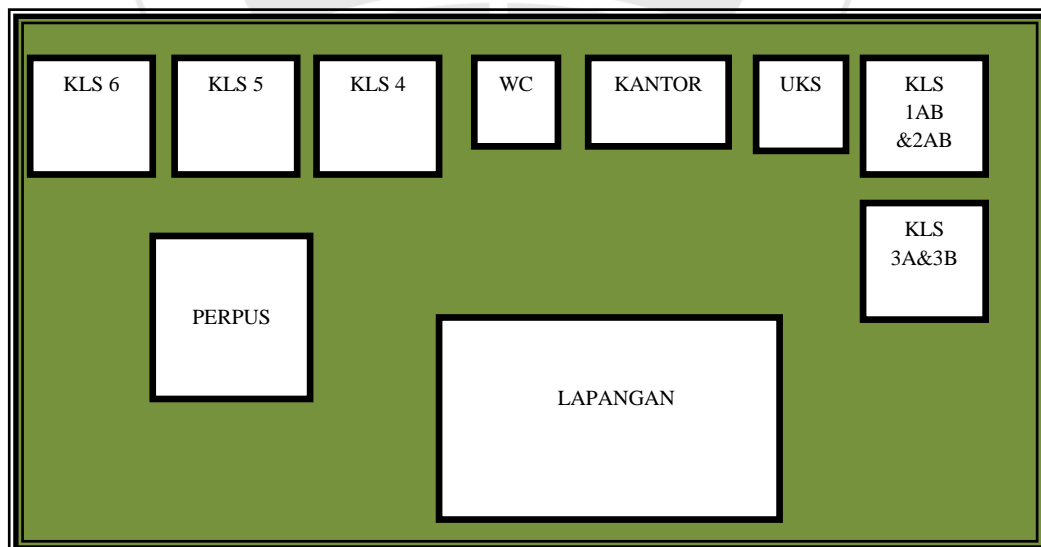 KLS 6
KLS 5
KLS 4
WC
KANTOR
UKS
KLS
1AB
&2AB
KLS
3A&3B
PERPUS
LAPANGAN